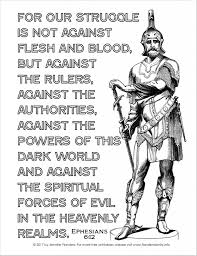 FOR OUR STRUGGLE
IS NOT AGAINST
FLESH AND BLOOD,
BUT AGAINST
THE RULERS,
AGAINST THE
AUTHORITIES,
AGAINST THE
POWERS OF THIS
DARK WORLD
AND AGAINST
THE SPIRITUAL
FORCES OF EVIL
IN THE HEAVENLY
REALMS. EPHESIANS
6:12